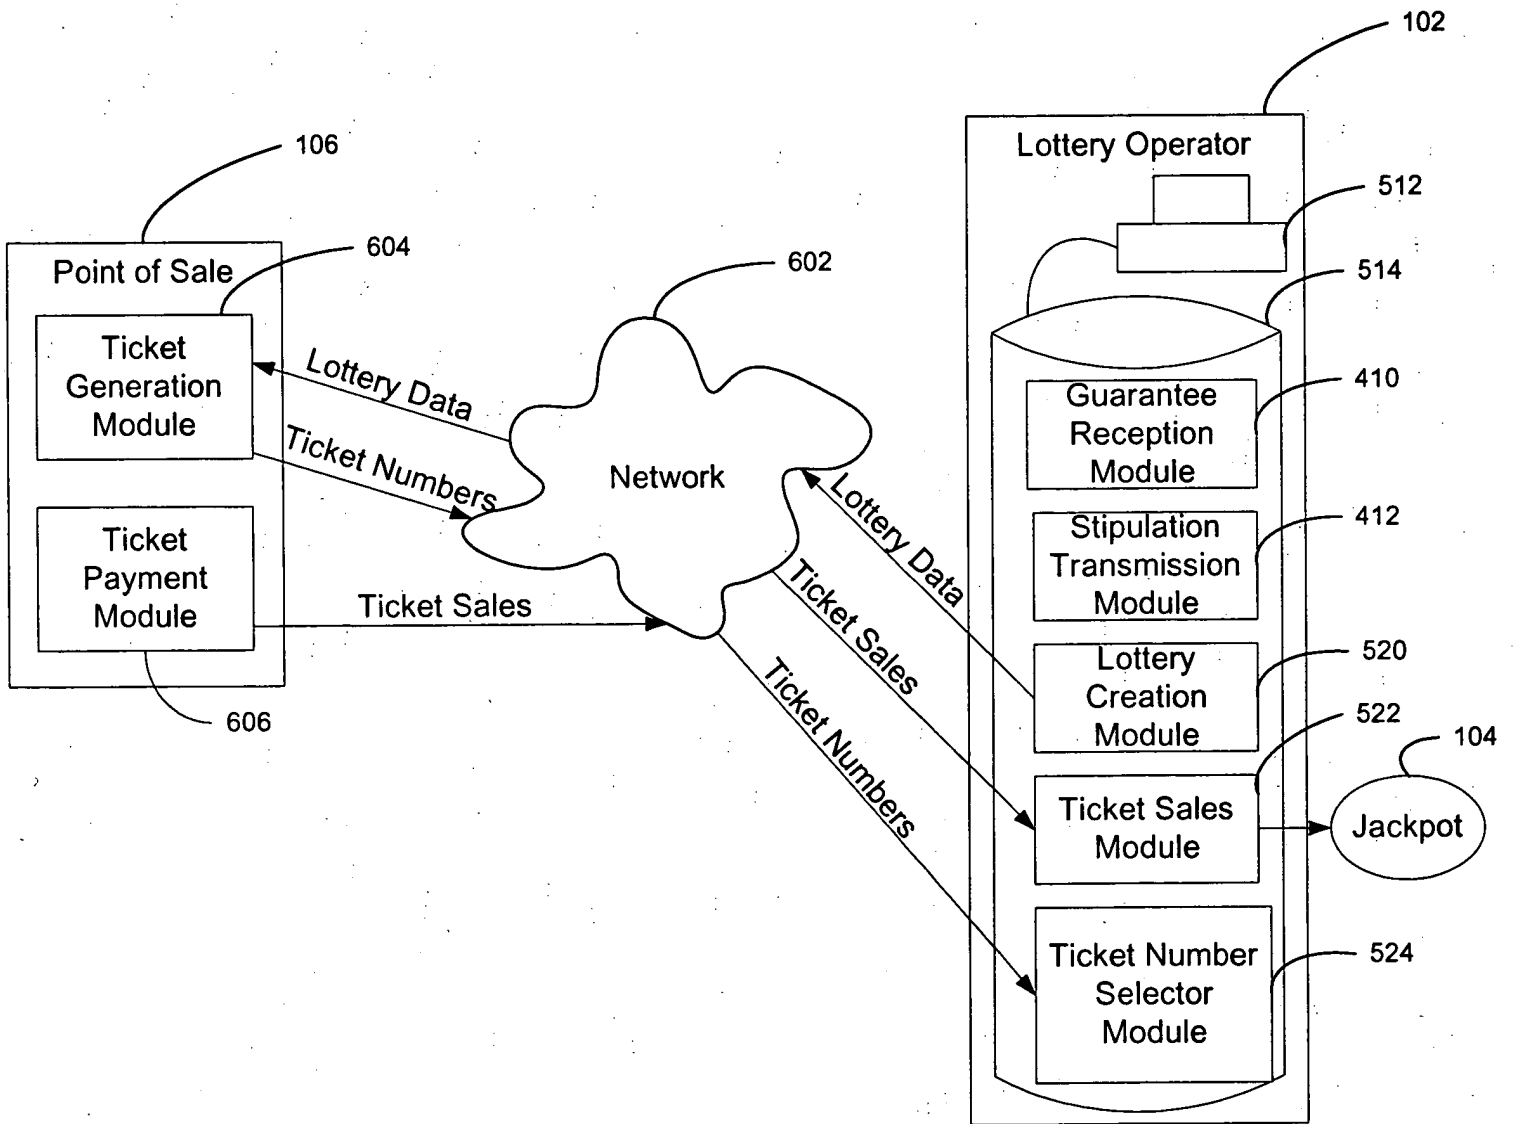 102
Lottery Operator
512
514
106
Point of Sale
604
Ticket
Generation
Module
Ticket
Payment
Module
606
602
Network
Lottery Data
Ticket Numbers
Ticket Sales
Lottery Data
Ticket Sales
Ticket Numbers
Guarantee
Reception
Module
410
Stipulation
Transmission
Module
412
Lottery
Creation
Module
520
522
Ticket Sales
Module
104
Jackpot
Ticket Number
Selector
Module
524